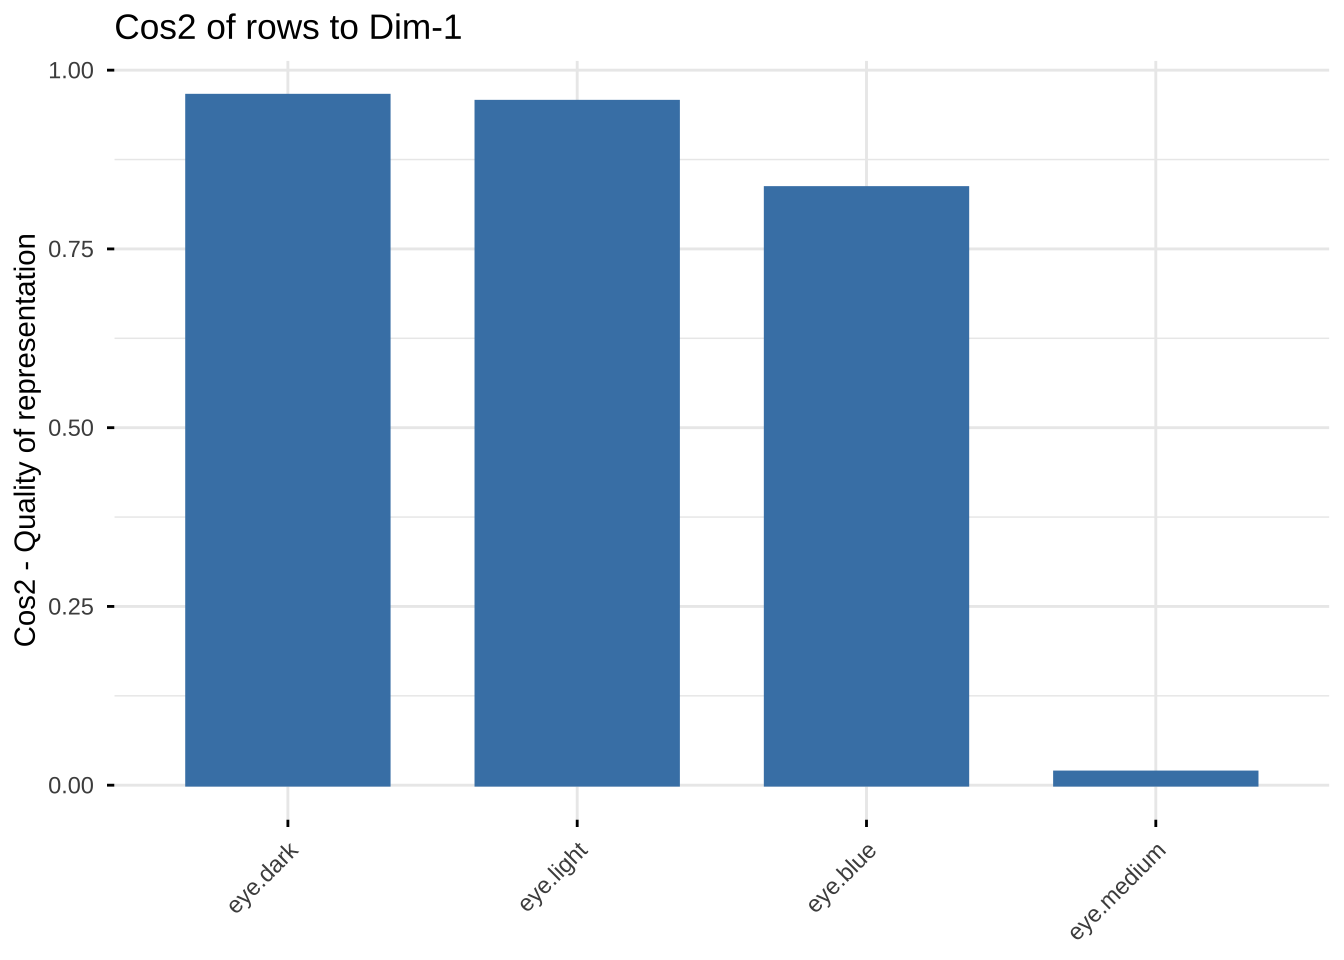 Cos2 of rows to Dim-1
Cos2 - Quality of representation
1.00
0.75
0.50
0.25
0.00
eye.dark
eye.light
eye.blue
eye.medium